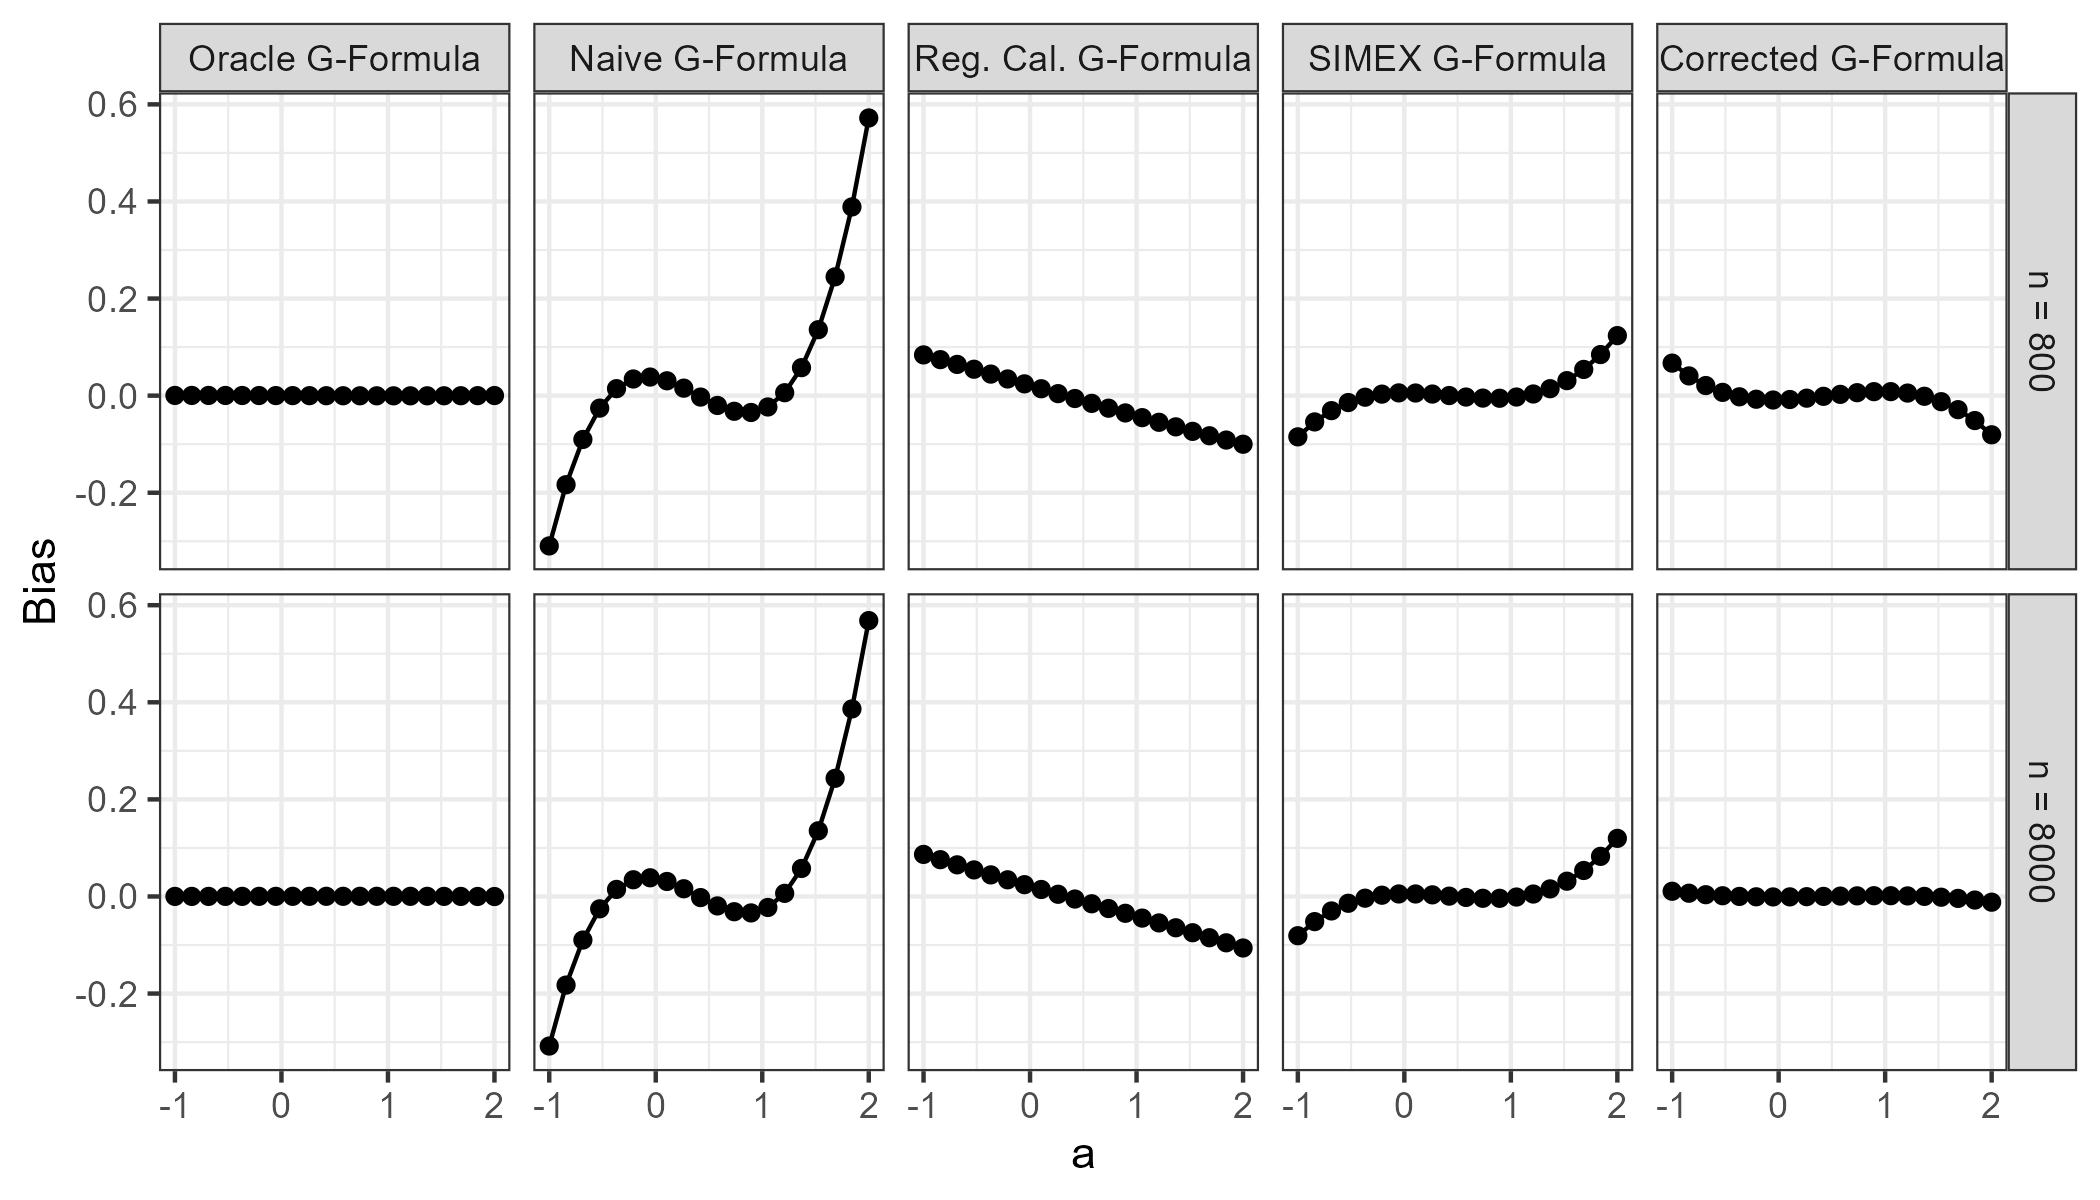 Oracle G-Formula
Naive G-Formula
Reg. Cal. G-Formula
SIMEX G-Formula
Corrected G-Formula
0.6
0.4
0.2
0.0
-0.2
n = 800
Bias
0.6
0.4
0.2
0.0
-0.2
n = 8000
-1 0 1 2
-1 0 1 2
-1 0 1 2
-1 0 1 2
-1 0 1 2
a